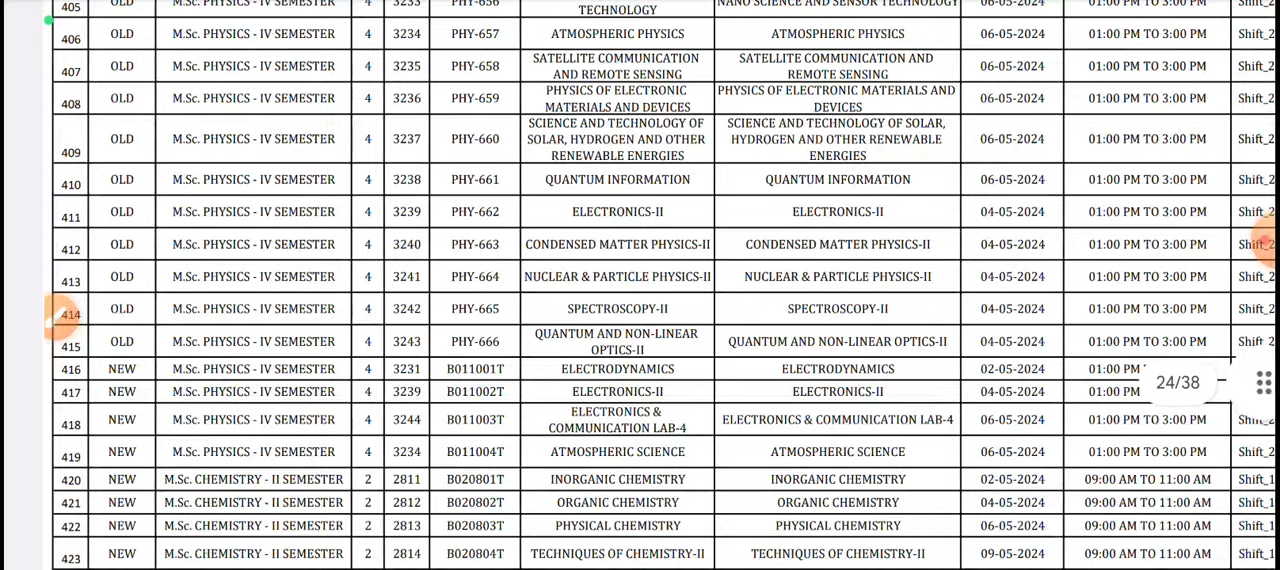 405 3233 PHY-656 TECHNOLOGY NANO SCIENCE AND SENSOR TECHNOLOGY 06-05-2024 01:00 PM TO 3:00 PM Shift_2
406 OLD M.Sc. PHYSICS - IV SEMESTER 4 3234 PHY-657 ATMOSPHERIC PHYSICS ATMOSPHERIC PHYSICS 06-05-2024 01:00 PM TO 3:00 PM Shift_2
407 OLD M.Sc. PHYSICS - IV SEMESTER 4 3235 PHY-658 SATELLITE COMMUNICATION AND REMOTE SENSING SATELLITE COMMUNICATION AND REMOTE SENSING 06-05-2024 01:00 PM TO 3:00 PM Shift_2
408 OLD M.Sc. PHYSICS - IV SEMESTER 4 3236 PHY-659 PHYSICS OF ELECTRONIC MATERIALS AND DEVICES PHYSICS OF ELECTRONIC MATERIALS AND DEVICES 06-05-2024 01:00 PM TO 3:00 PM Shift_2
409 OLD M.Sc. PHYSICS - IV SEMESTER 4 3237 PHY-660 SCIENCE AND TECHNOLOGY OF SOLAR, HYDROGEN AND OTHER RENEWABLE ENERGIES SCIENCE AND TECHNOLOGY OF SOLAR, HYDROGEN AND OTHER RENEWABLE ENERGIES 06-05-2024 01:00 PM TO 3:00 PM Shift_2
410 OLD M.Sc. PHYSICS - IV SEMESTER 4 3238 PHY-661 QUANTUM INFORMATION QUANTUM INFORMATION 06-05-2024 01:00 PM TO 3:00 PM Shift_2
411 OLD M.Sc. PHYSICS - IV SEMESTER 4 3239 PHY-662 ELECTRONICS-II ELECTRONICS-II 04-05-2024 01:00 PM TO 3:00 PM Shift_2
412 OLD M.Sc. PHYSICS - IV SEMESTER 4 3240 PHY-663 CONDENSED MATTER PHYSICS-II CONDENSED MATTER PHYSICS-II 04-05-2024 01:00 PM TO 3:00 PM Shift_2
413 OLD M.Sc. PHYSICS - IV SEMESTER 4 3241 PHY-664 NUCLEAR & PARTICLE PHYSICS-II NUCLEAR & PARTICLE PHYSICS-II 04-05-2024 01:00 PM TO 3:00 PM Shift_2
414 OLD M.Sc. PHYSICS - IV SEMESTER 4 3242 PHY-665 SPECTROSCOPY-II SPECTROSCOPY-II 04-05-2024 01:00 PM TO 3:00 PM Shift_2
415 OLD M.Sc. PHYSICS - IV SEMESTER 4 3243 PHY-666 QUANTUM AND NON-LINEAR OPTICS-II QUANTUM AND NON-LINEAR OPTICS-II 04-05-2024 01:00 PM TO 3:00 PM Shift 2
416 NEW M.Sc. PHYSICS - IV SEMESTER 4 3231 B011001T ELECTRODYNAMICS ELECTRODYNAMICS 02-05-2024 01:00 PM
417 NEW M.Sc. PHYSICS - IV SEMESTER 4 3239 B011002T ELECTRONICS-II ELECTRONICS-II 04-05-2024 01:00 PM
24/38
418 NEW M.Sc. PHYSICS - IV SEMESTER 4 3244 B011003T ELECTRONICS & COMMUNICATION LAB-4 ELECTRONICS & COMMUNICATION LAB-4 06-05-2024 01:00 PM TO 3:00 PM
419 NEW M.Sc. PHYSICS - IV SEMESTER 4 3234 B011004T ATMOSPHERIC SCIENCE ATMOSPHERIC SCIENCE 06-05-2024 01:00 PM TO 3:00 PM Shift_2
420 NEW M.Sc. CHEMISTRY - II SEMESTER 2 2811 B020801T INORGANIC CHEMISTRY INORGANIC CHEMISTRY 02-05-2024 09:00 AM TO 11:00 AM Shift_1
421 NEW M.Sc. CHEMISTRY - II SEMESTER 2 2812 B020802T ORGANIC CHEMISTRY ORGANIC CHEMISTRY 04-05-2024 09:00 AM TO 11:00 AM Shift_1
422 NEW M.Sc. CHEMISTRY - II SEMESTER 2 2813 B020803T PHYSICAL CHEMISTRY PHYSICAL CHEMISTRY 06-05-2024 09:00 AM TO 11:00 AM Shift_1
423 NEW M.Sc. CHEMISTRY - II SEMESTER 2 2814 B020804T TECHNIQUES OF CHEMISTRY-II TECHNIQUES OF CHEMISTRY-II 09-05-2024 09:00 AM TO 11:00 AM Shift_1